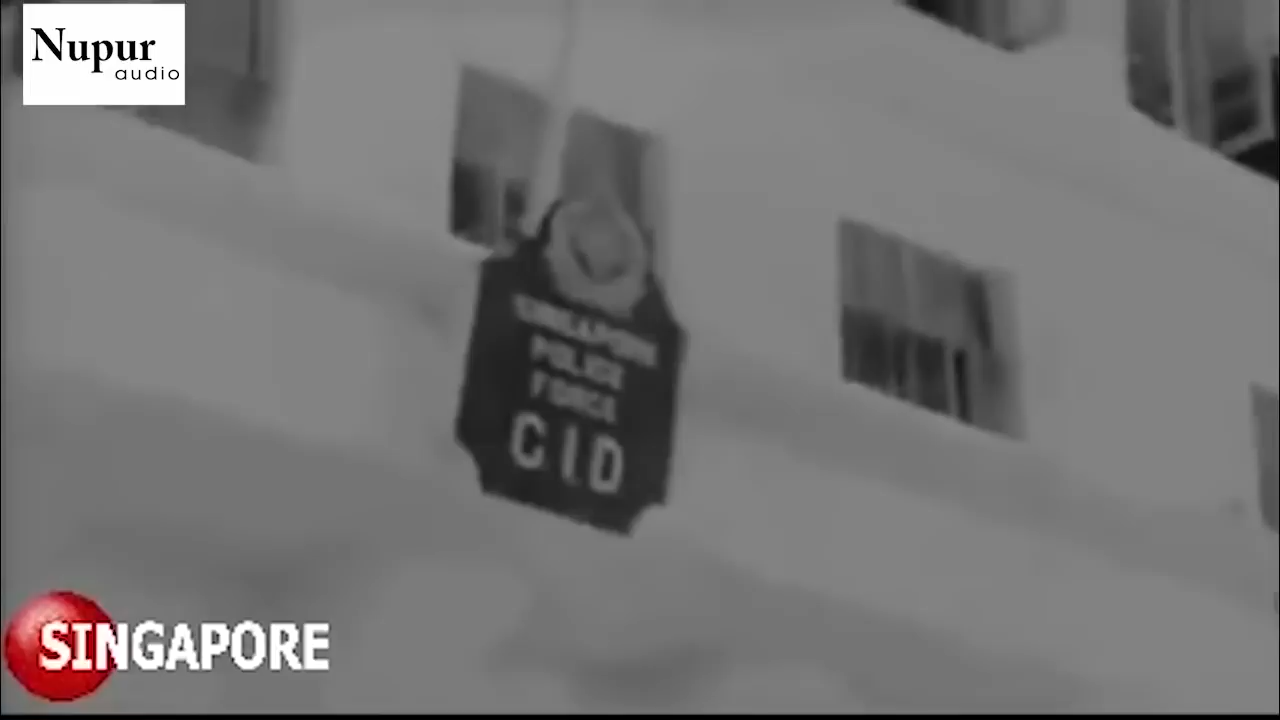 Nupur
audio
SINGAPORE
POLICE
FORCE
CID
SINGAPORE